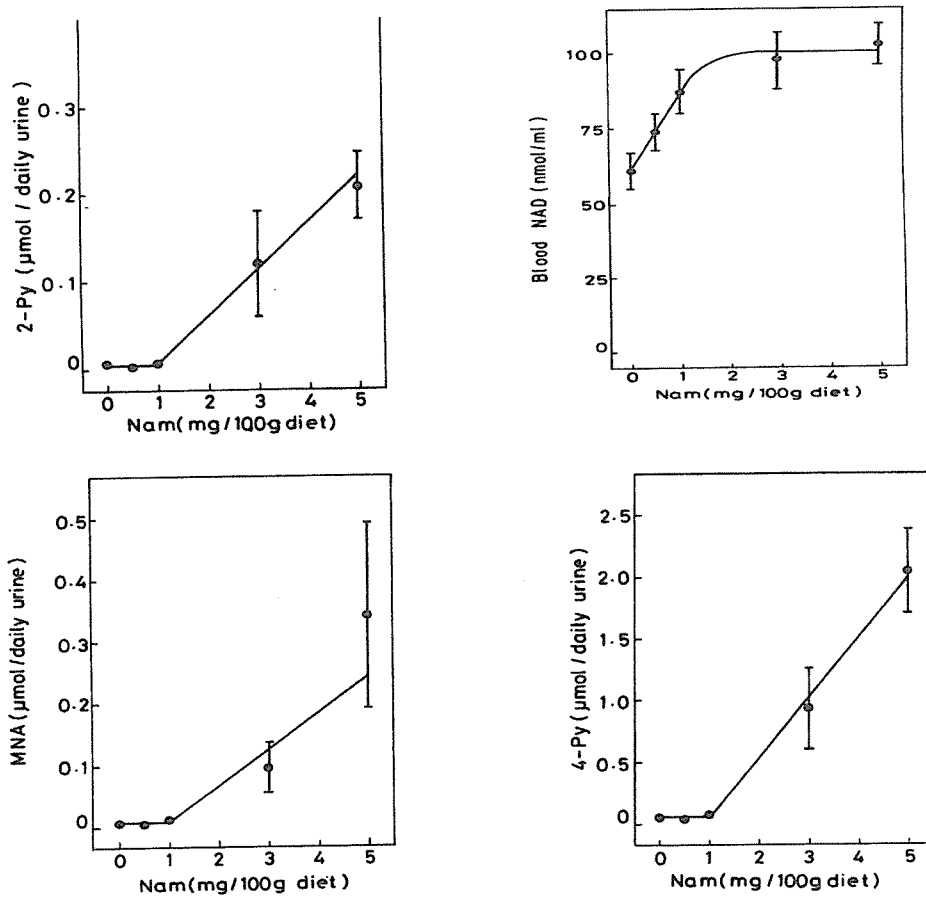 2-Py (µmol / daily urine)
0.3
0.2
0.1
0
0 1 2 3 4 5
Nam(mg/100g diet)
Blood NAD (nmol/ml)
100
75
50
25
0
0 1 2 3 4 5
Nam(mg/100g diet)
MNA(µmol/daily urine)
0.5
0.4
0.3
0.2
0.1
0
0 1 2 3 4 5
Nam(mg/100g diet)
4-Py(µmol/daily urine)
2.5
2.0
1.5
1.0
0.5
0
0 1 2 3 4 5
Nam(mg/100g diet)